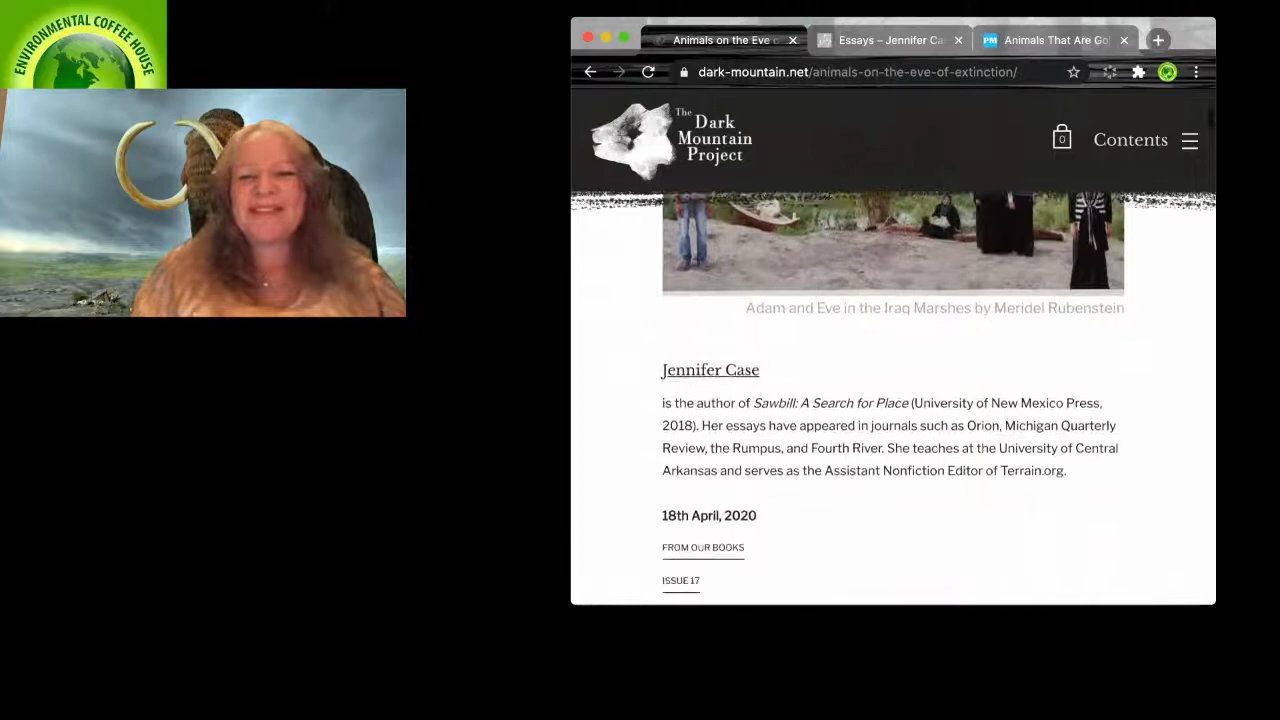 ENVIRONMENTAL COFFEE HOUSE
Animals on the Eve
Essays – Jennifer Ca
Animals That Are Go
dark-mountain.net/animals-on-the-eve-of-extinction/
The
Dark
Mountain
Project
0
Contents
Adam and Eve in the Iraq Marshes by Meridel Rubenstein
Jennifer Case
is the author of Sawbill: A Search for Place (University of New Mexico Press,
2018). Her essays have appeared in journals such as Orion, Michigan Quarterly
Review, the Rumpus, and Fourth River. She teaches at the University of Central
Arkansas and serves as the Assistant Nonfiction Editor of Terrain.org.
18th April, 2020
FROM OUR BOOKS
ISSUE 17